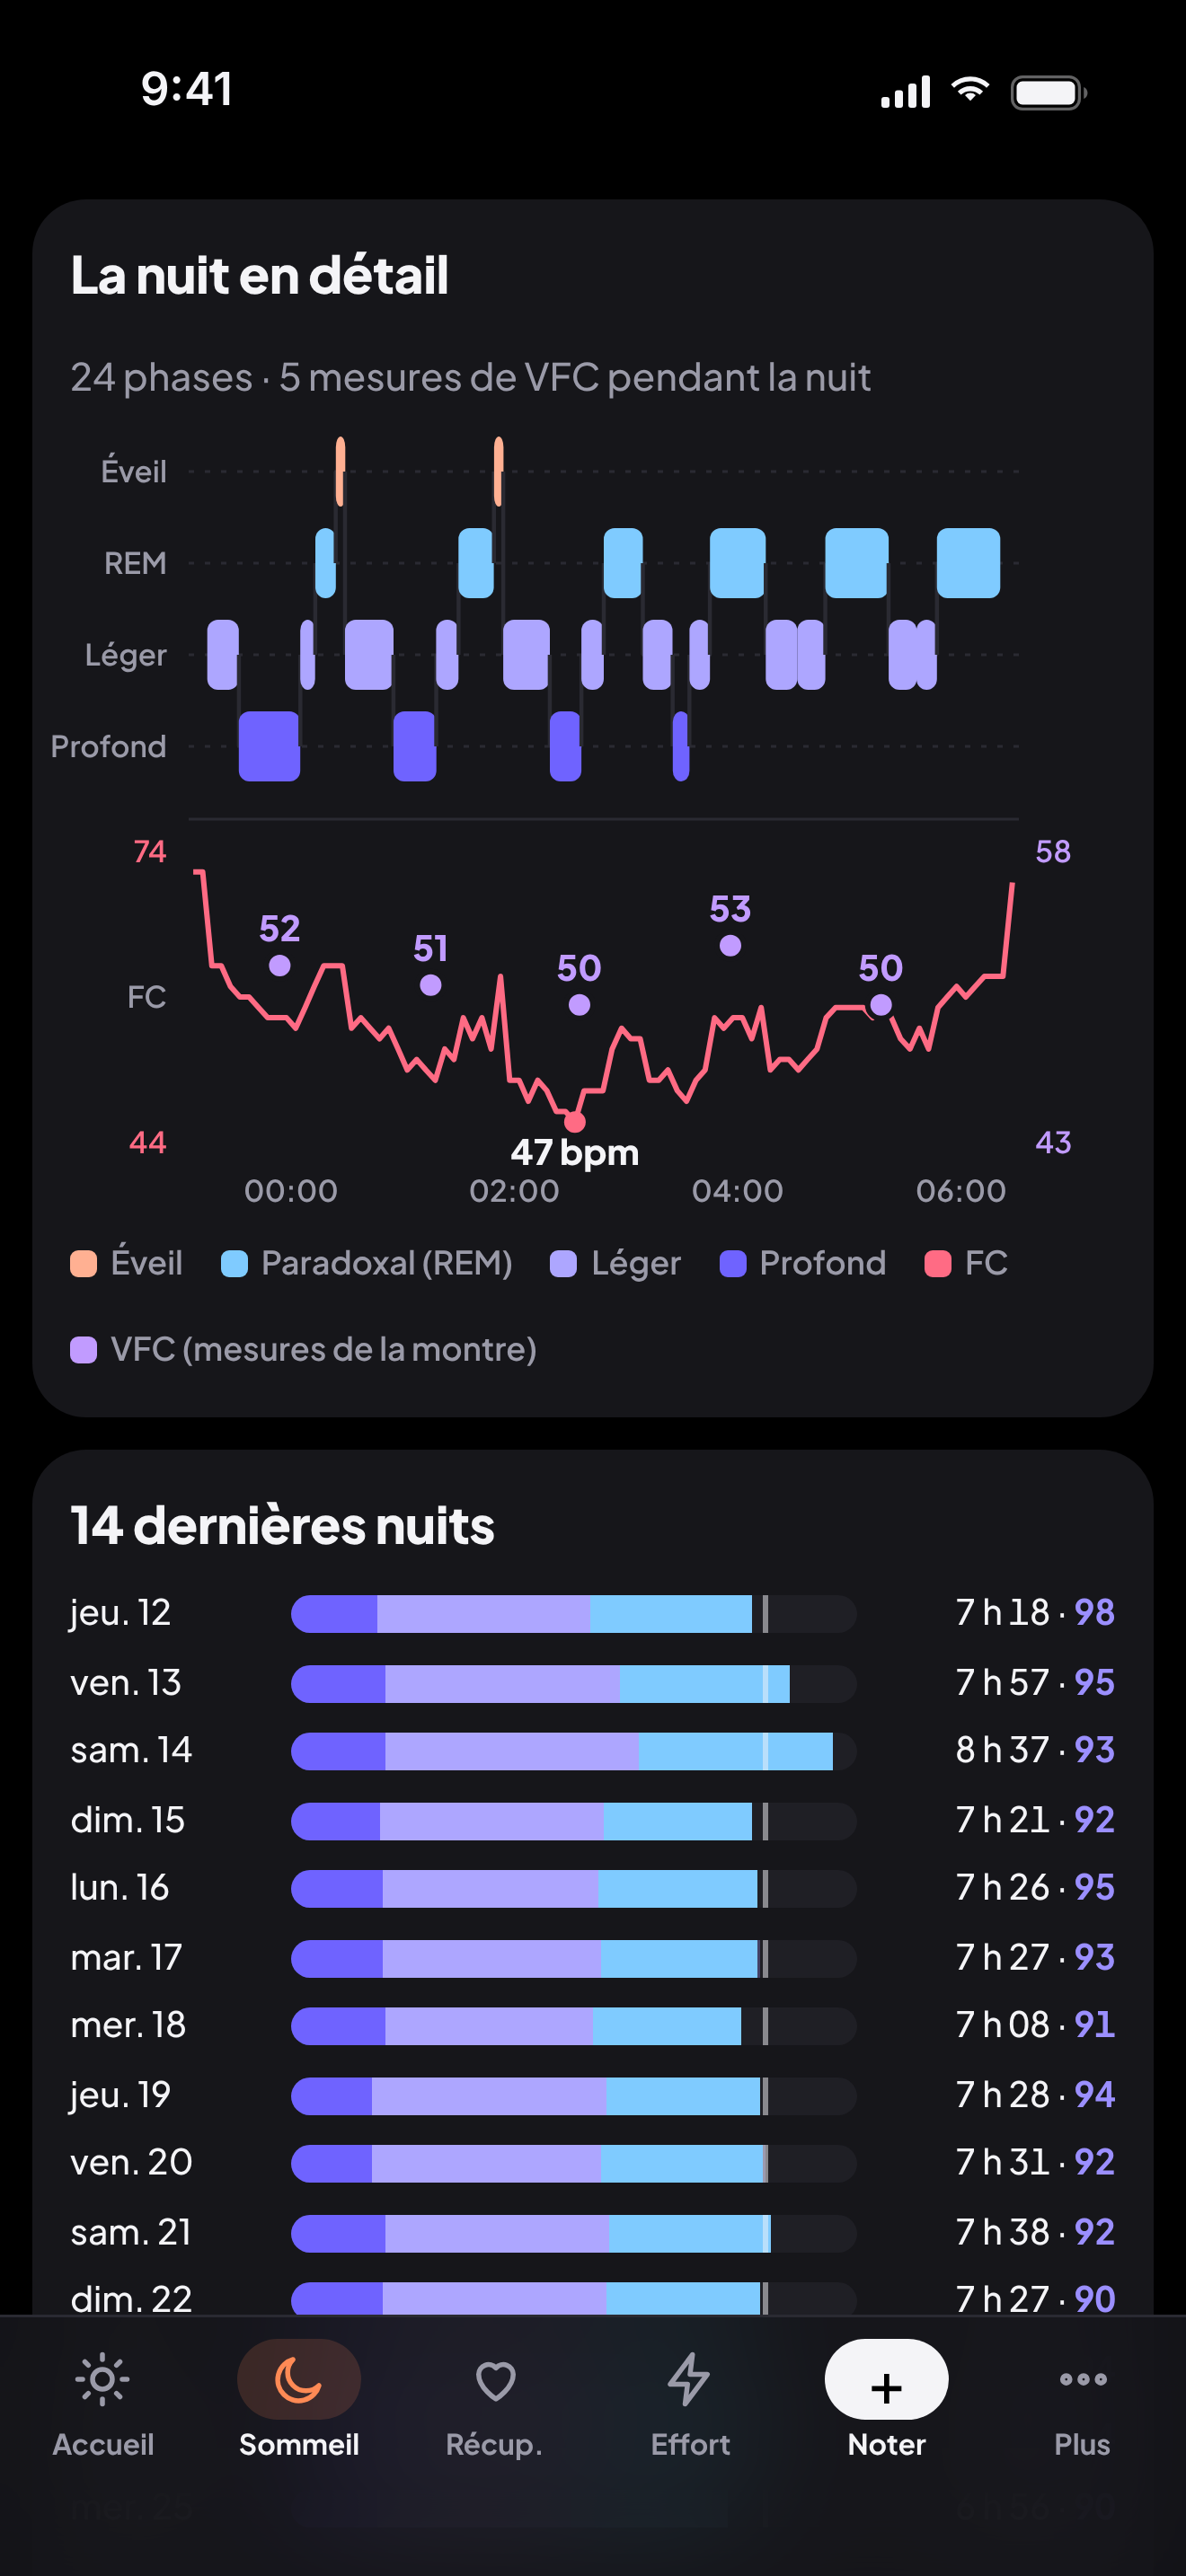 9:41
La nuit en détail
24 phases · 5 mesures de VFC pendant la nuit
Éveil
REM
Léger
Profond
74
58
53
52
51
50
50
FC
44
43
47 bpm
00:00 02:00 04:00 06:00
Éveil Paradoxal (REM) Léger Profond FC
VFC (mesures de la montre)
14 dernières nuits
jeu. 12 7 h 18 · 98
ven. 13 7 h 57 · 95
sam. 14 8 h 37 · 93
dim. 15 7 h 21 · 92
lun. 16 7 h 26 · 95
mar. 17 7 h 27 · 93
mer. 18 7 h 08 · 91
jeu. 19 7 h 28 · 94
ven. 20 7 h 31 · 92
sam. 21 7 h 38 · 92
dim. 22 7 h 27 · 90
Accueil Sommeil Récup. Effort Noter Plus
mer. 25 6 h 56 · 90